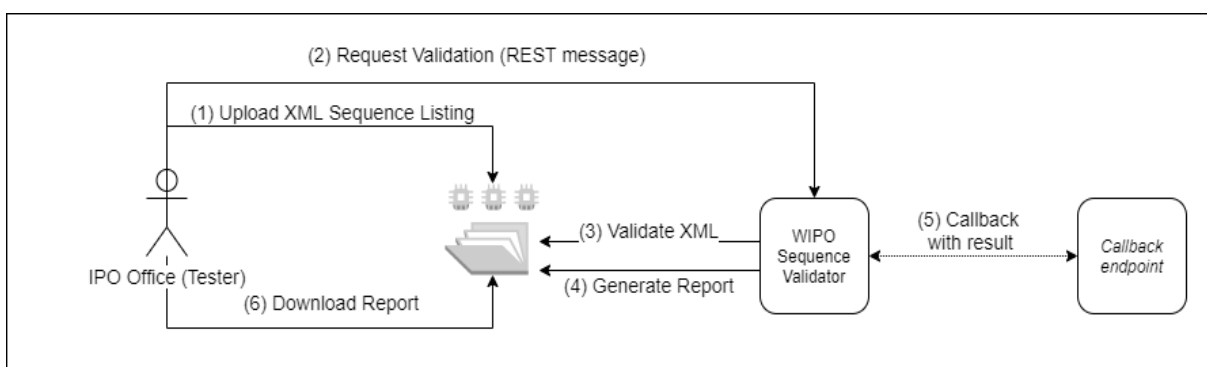 (2) Request Validation (REST message)
(1) Upload XML Sequence Listing
IPO Office (Tester)
(3) Validate XML
(4) Generate Report
WIPO
Sequence
Validator
(5) Callback
with result
Callback
endpoint
(6) Download Report